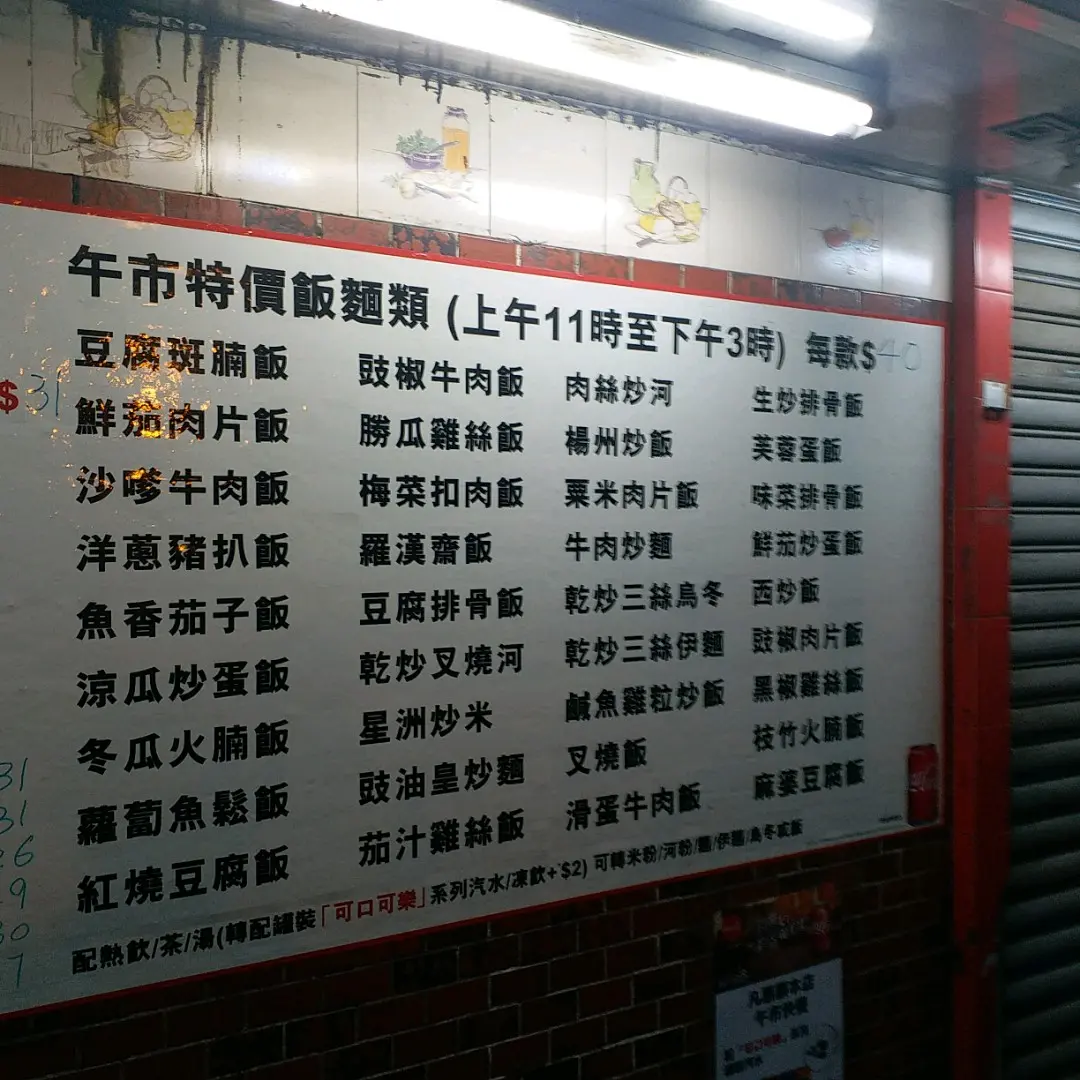 午市特價飯麵類 (上午11時至下午3時) 每款$40
豆腐斑腩飯
鮮茄肉片飯
沙嗲牛肉飯
洋蔥豬扒飯
魚香茄子飯
涼瓜炒蛋飯
冬瓜火腩飯
蘿蔔魚鬆飯
紅燒豆腐飯
豉椒牛肉飯
勝瓜雞絲飯
梅菜扣肉飯
羅漢齋飯
豆腐排骨飯
乾炒叉燒河
星洲炒米
豉油皇炒麵
茄汁雞絲飯
肉絲炒河
楊州炒飯
粟米肉片飯
牛肉炒麵
乾炒三絲烏冬
乾炒三絲伊麵
鹹魚雞粒炒飯
叉燒飯
滑蛋牛肉飯
生炒排骨飯
芙蓉蛋飯
味菜排骨飯
鮮茄炒蛋飯
西炒飯
豉椒肉片飯
黑椒雞絲飯
枝竹火腩飯
麻婆豆腐飯
配熱飲/茶/湯(轉配罐裝「可口可樂」系列汽水/凍飲+$2) 可轉米粉/河粉/麵/伊麵/烏冬或飯
$31
31
31
30
午市快餐